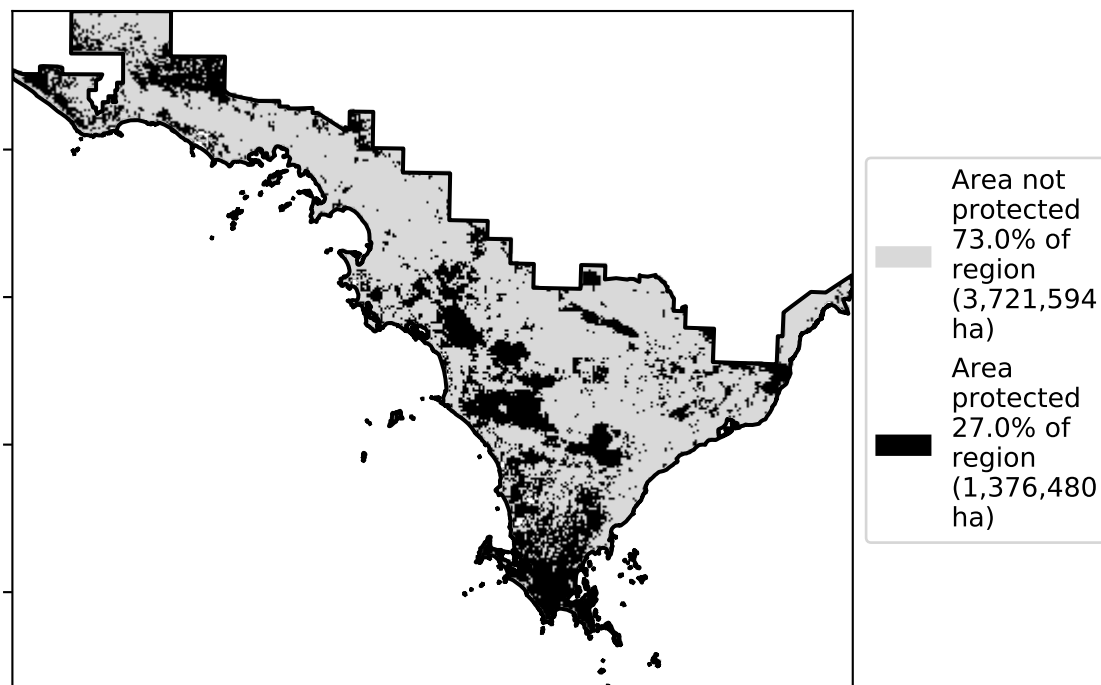 Area not
protected
73.0% of
region
(3,721,594
ha)
Area
protected
27.0% of
region
(1,376,480
ha)